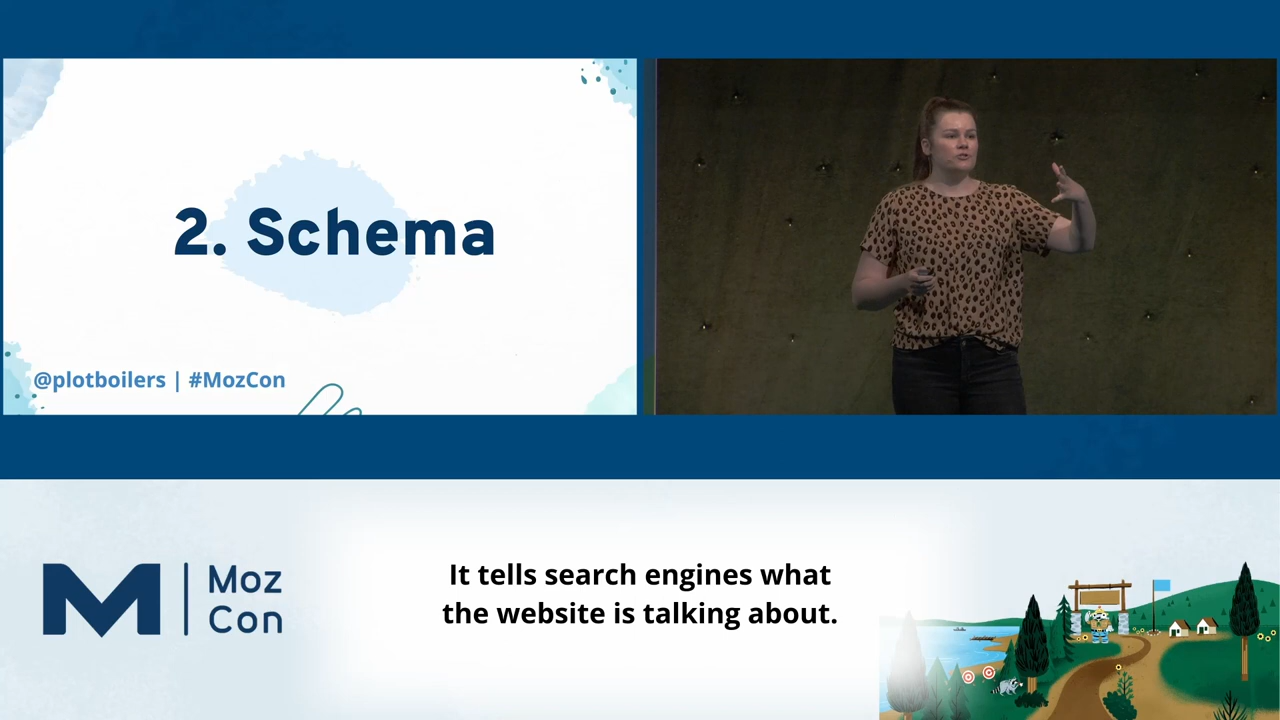 2. Schema
@plotboilers | #MozCon
Moz
Con
It tells search engines what
the website is talking about.